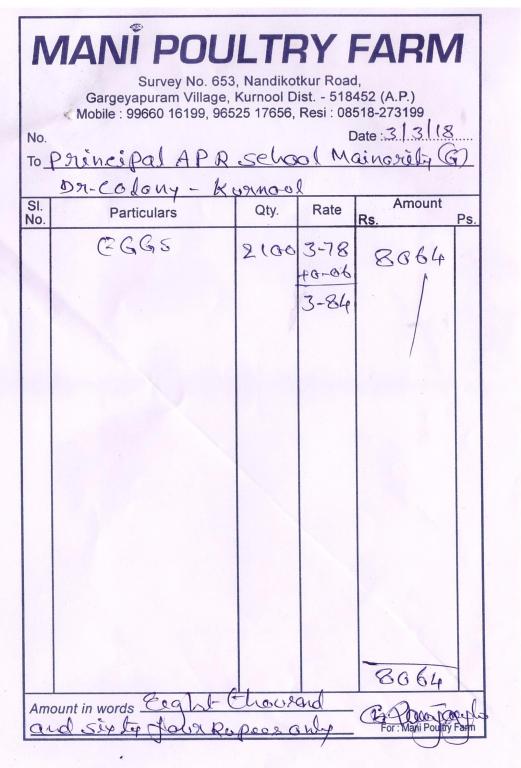 MANI POULTRY FARM
Survey No. 653, Nandikotkur Road,
Gargeyapuram Village, Kurnool Dist. - 518452 (A.P.)
Mobile : 99660 16199, 96525 17656, Resi : 08518-273199
No. Date : 3/3/18
To Principal APR School Mainority (G)
Dr-Colony - Kurnool
Sl. No. Particulars Qty. Rate Amount Rs. Ps.
EGGS 2100 3-78 8064
+0-06
3-84
8064
Amount in words Eeght thousand
and sixty four Rupees only
For : Mani Poultry Farm